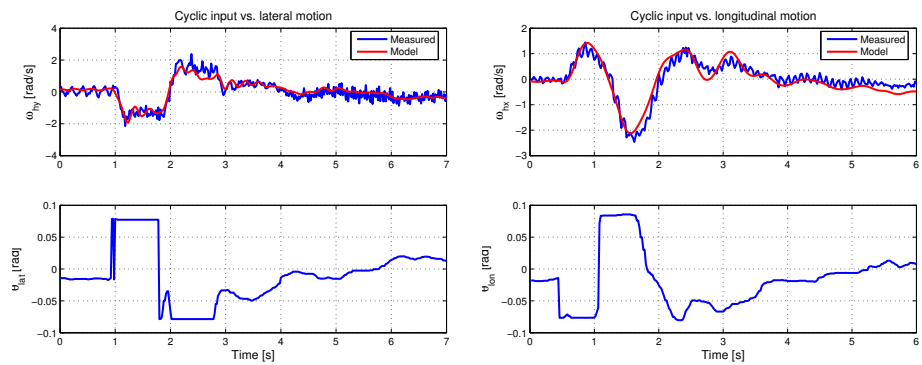 Cyclic input vs. lateral motion
4
2
0
−2
−4
ω_hy [rad/s]
Measured
Model
0 1 2 3 4 5 6 7
0.1
0.05
0
−0.05
−0.1
θ_lat [rad]
0 1 2 3 4 5 6 7
Time [s]
Cyclic input vs. longitudinal motion
2
1
0
−1
−2
−3
ω_hx [rad/s]
Measured
Model
0 1 2 3 4 5 6
0.1
0.05
0
−0.05
−0.1
θ_lon [rad]
0 1 2 3 4 5 6
Time [s]